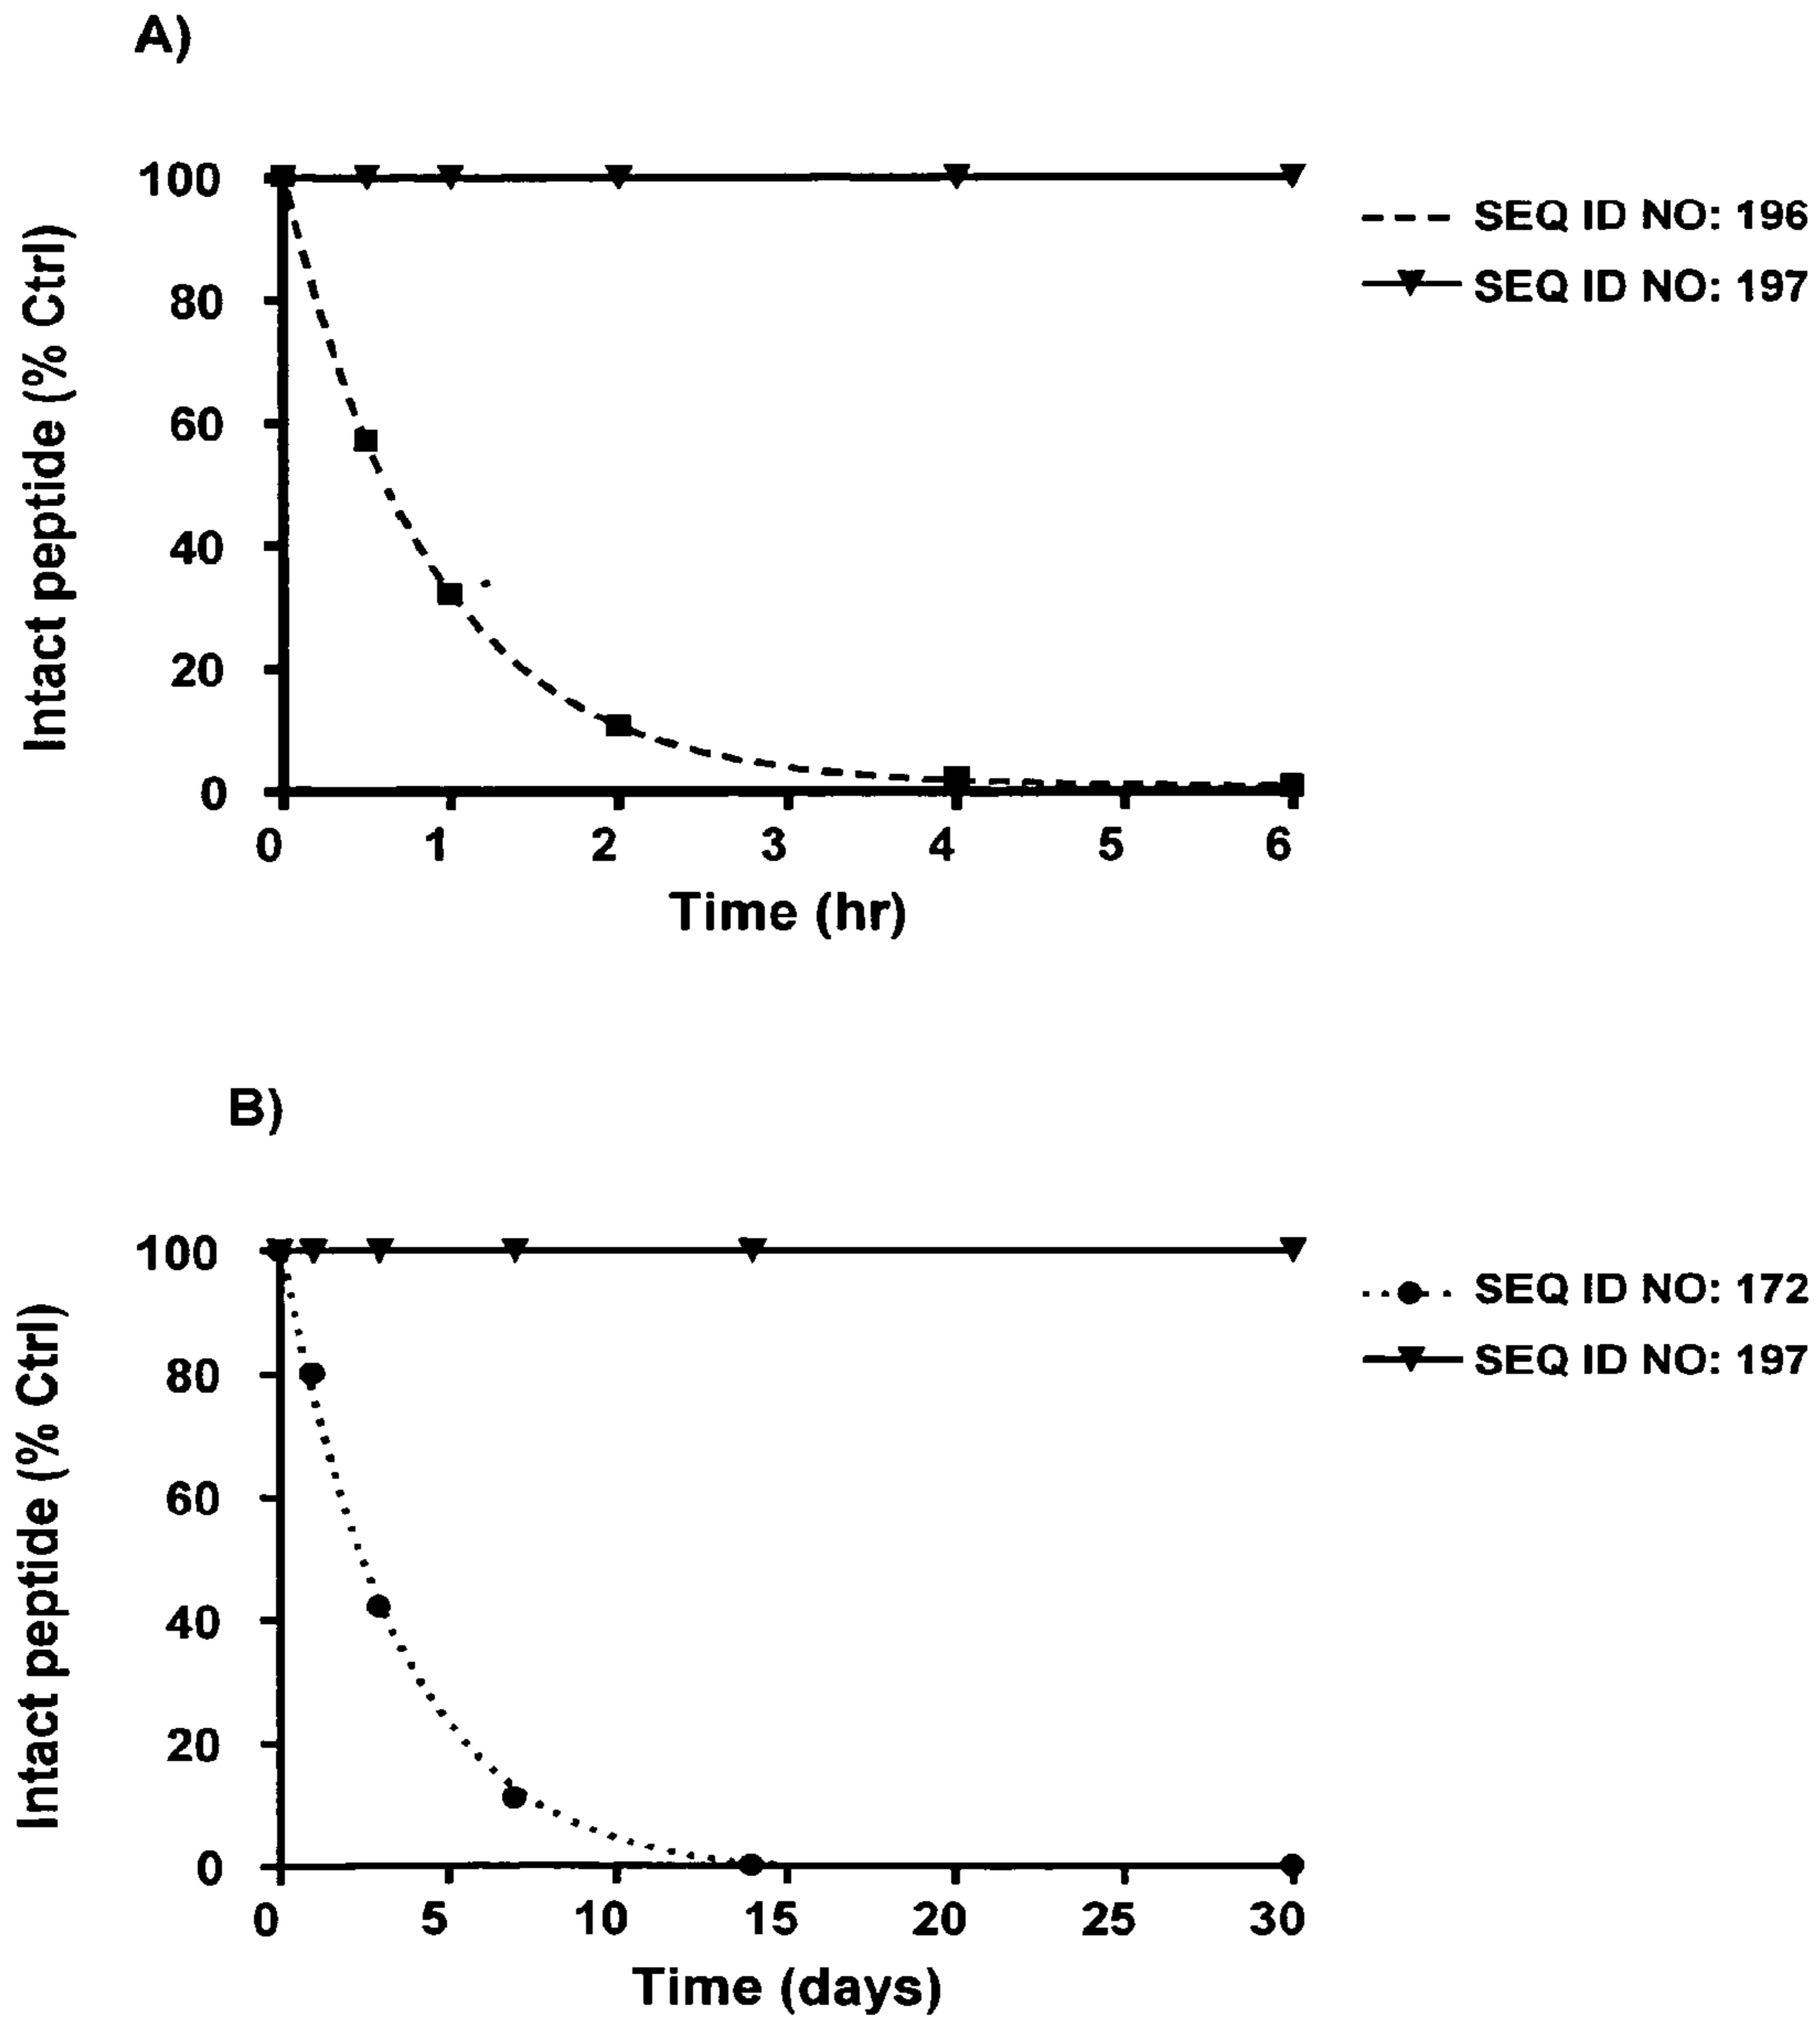 A)
Intact peptide (% Ctrl)
100
80
60
40
20
0
0 1 2 3 4 5 6
Time (hr)
SEQ ID NO: 196
SEQ ID NO: 197
B)
Intact peptide (% Ctrl)
100
80
60
40
20
0
0 5 10 15 20 25 30
Time (days)
SEQ ID NO: 172
SEQ ID NO: 197